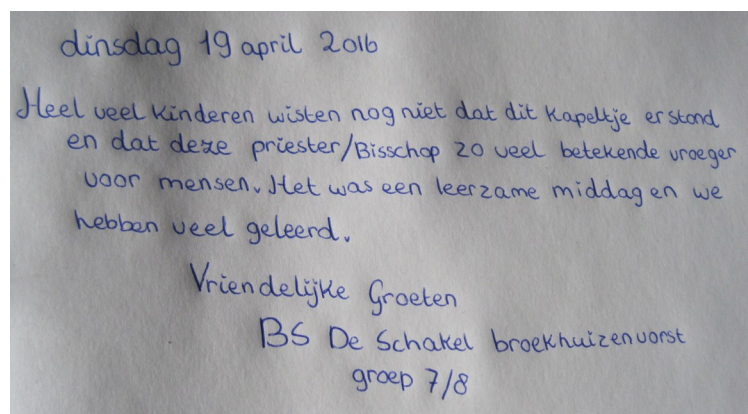 dinsdag 19 april 2016
Heel veel kinderen wisten nog niet dat dit kapeltje er stond
en dat deze priester/Bisschop zo veel betekende vroeger
voor mensen. Het was een leerzame middag en we
hebben veel geleerd.
Vriendelijke Groeten
BS De Schakel broekhuizenvorst
groep 7/8